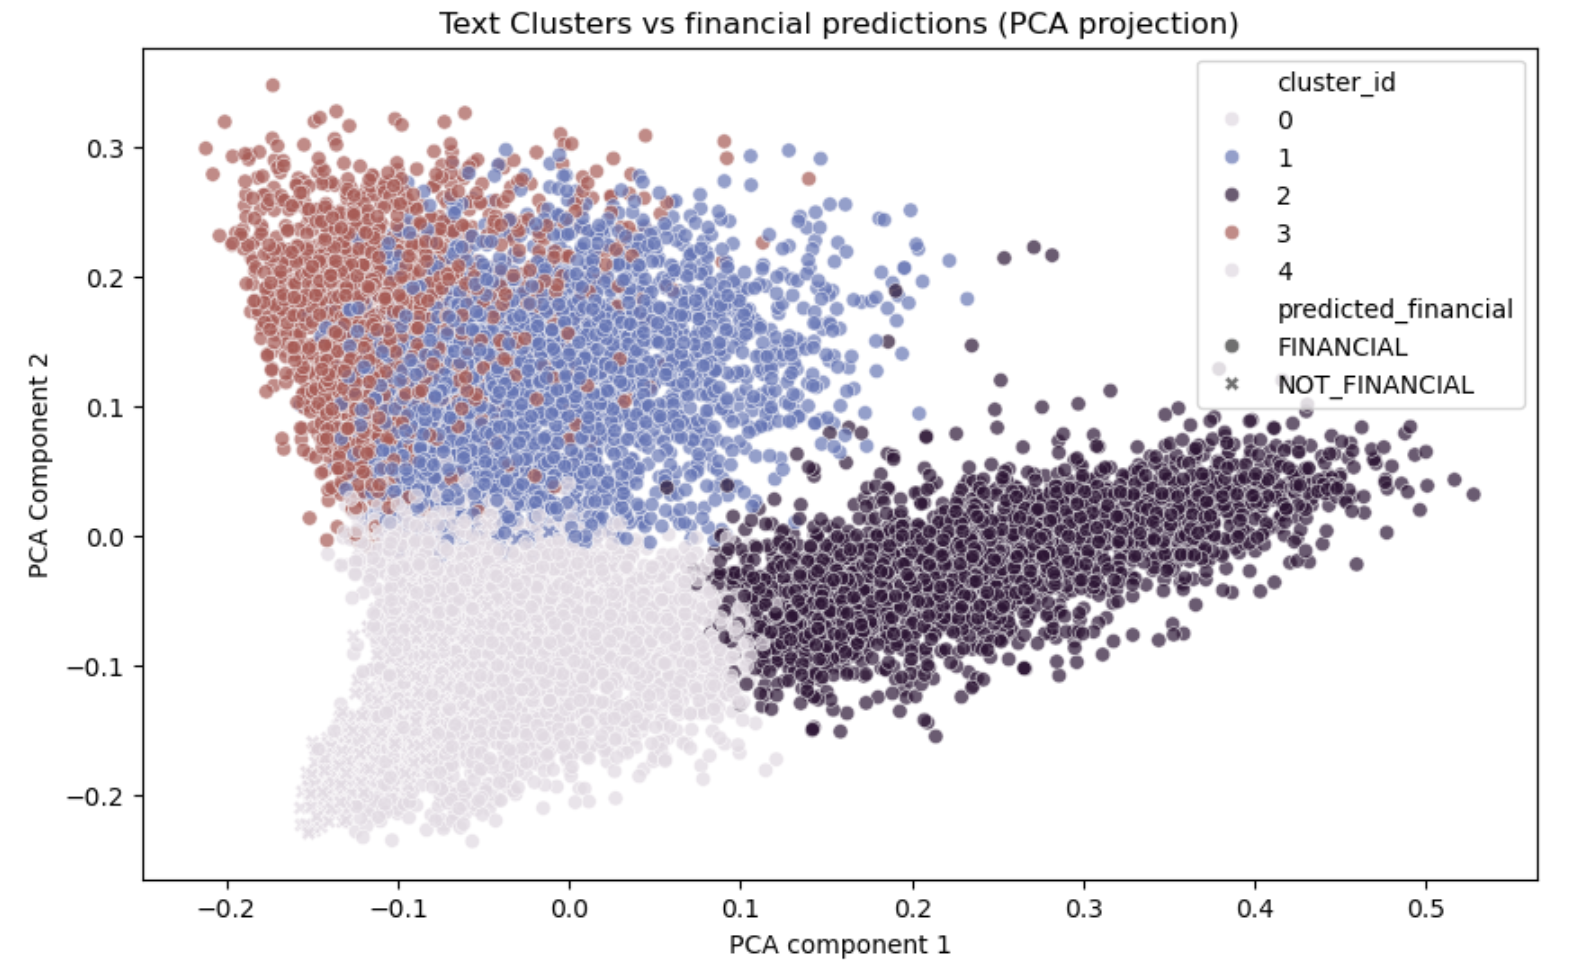 Text Clusters vs financial predictions (PCA projection)
cluster_id
0
1
2
3
4
predicted_financial
FINANCIAL
NOT_FINANCIAL
PCA Component 2
0.3
0.2
0.1
0.0
−0.1
−0.2
−0.2
−0.1
0.0
0.1
0.2
0.3
0.4
0.5
PCA component 1